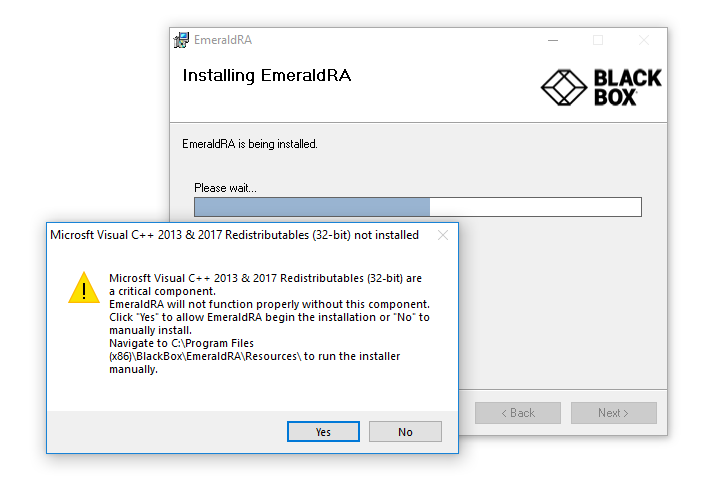 EmeraldRA
Installing EmeraldRA
BLACK
BOX
EmeraldRA is being installed.
Please wait...
Microsft Visual C++ 2013 & 2017 Redistributables (32-bit) not installed
Microsft Visual C++ 2013 & 2017 Redistributables (32-bit) are
a critical component.
EmeraldRA will not function properly without this component.
Click "Yes" to allow EmeraldRA begin the installation or "No" to
manually install.
Navigate to C:\Program Files
(x86)\BlackBox\EmeraldRA\Resources\ to run the installer
manually.
Yes
No
< Back
Next >